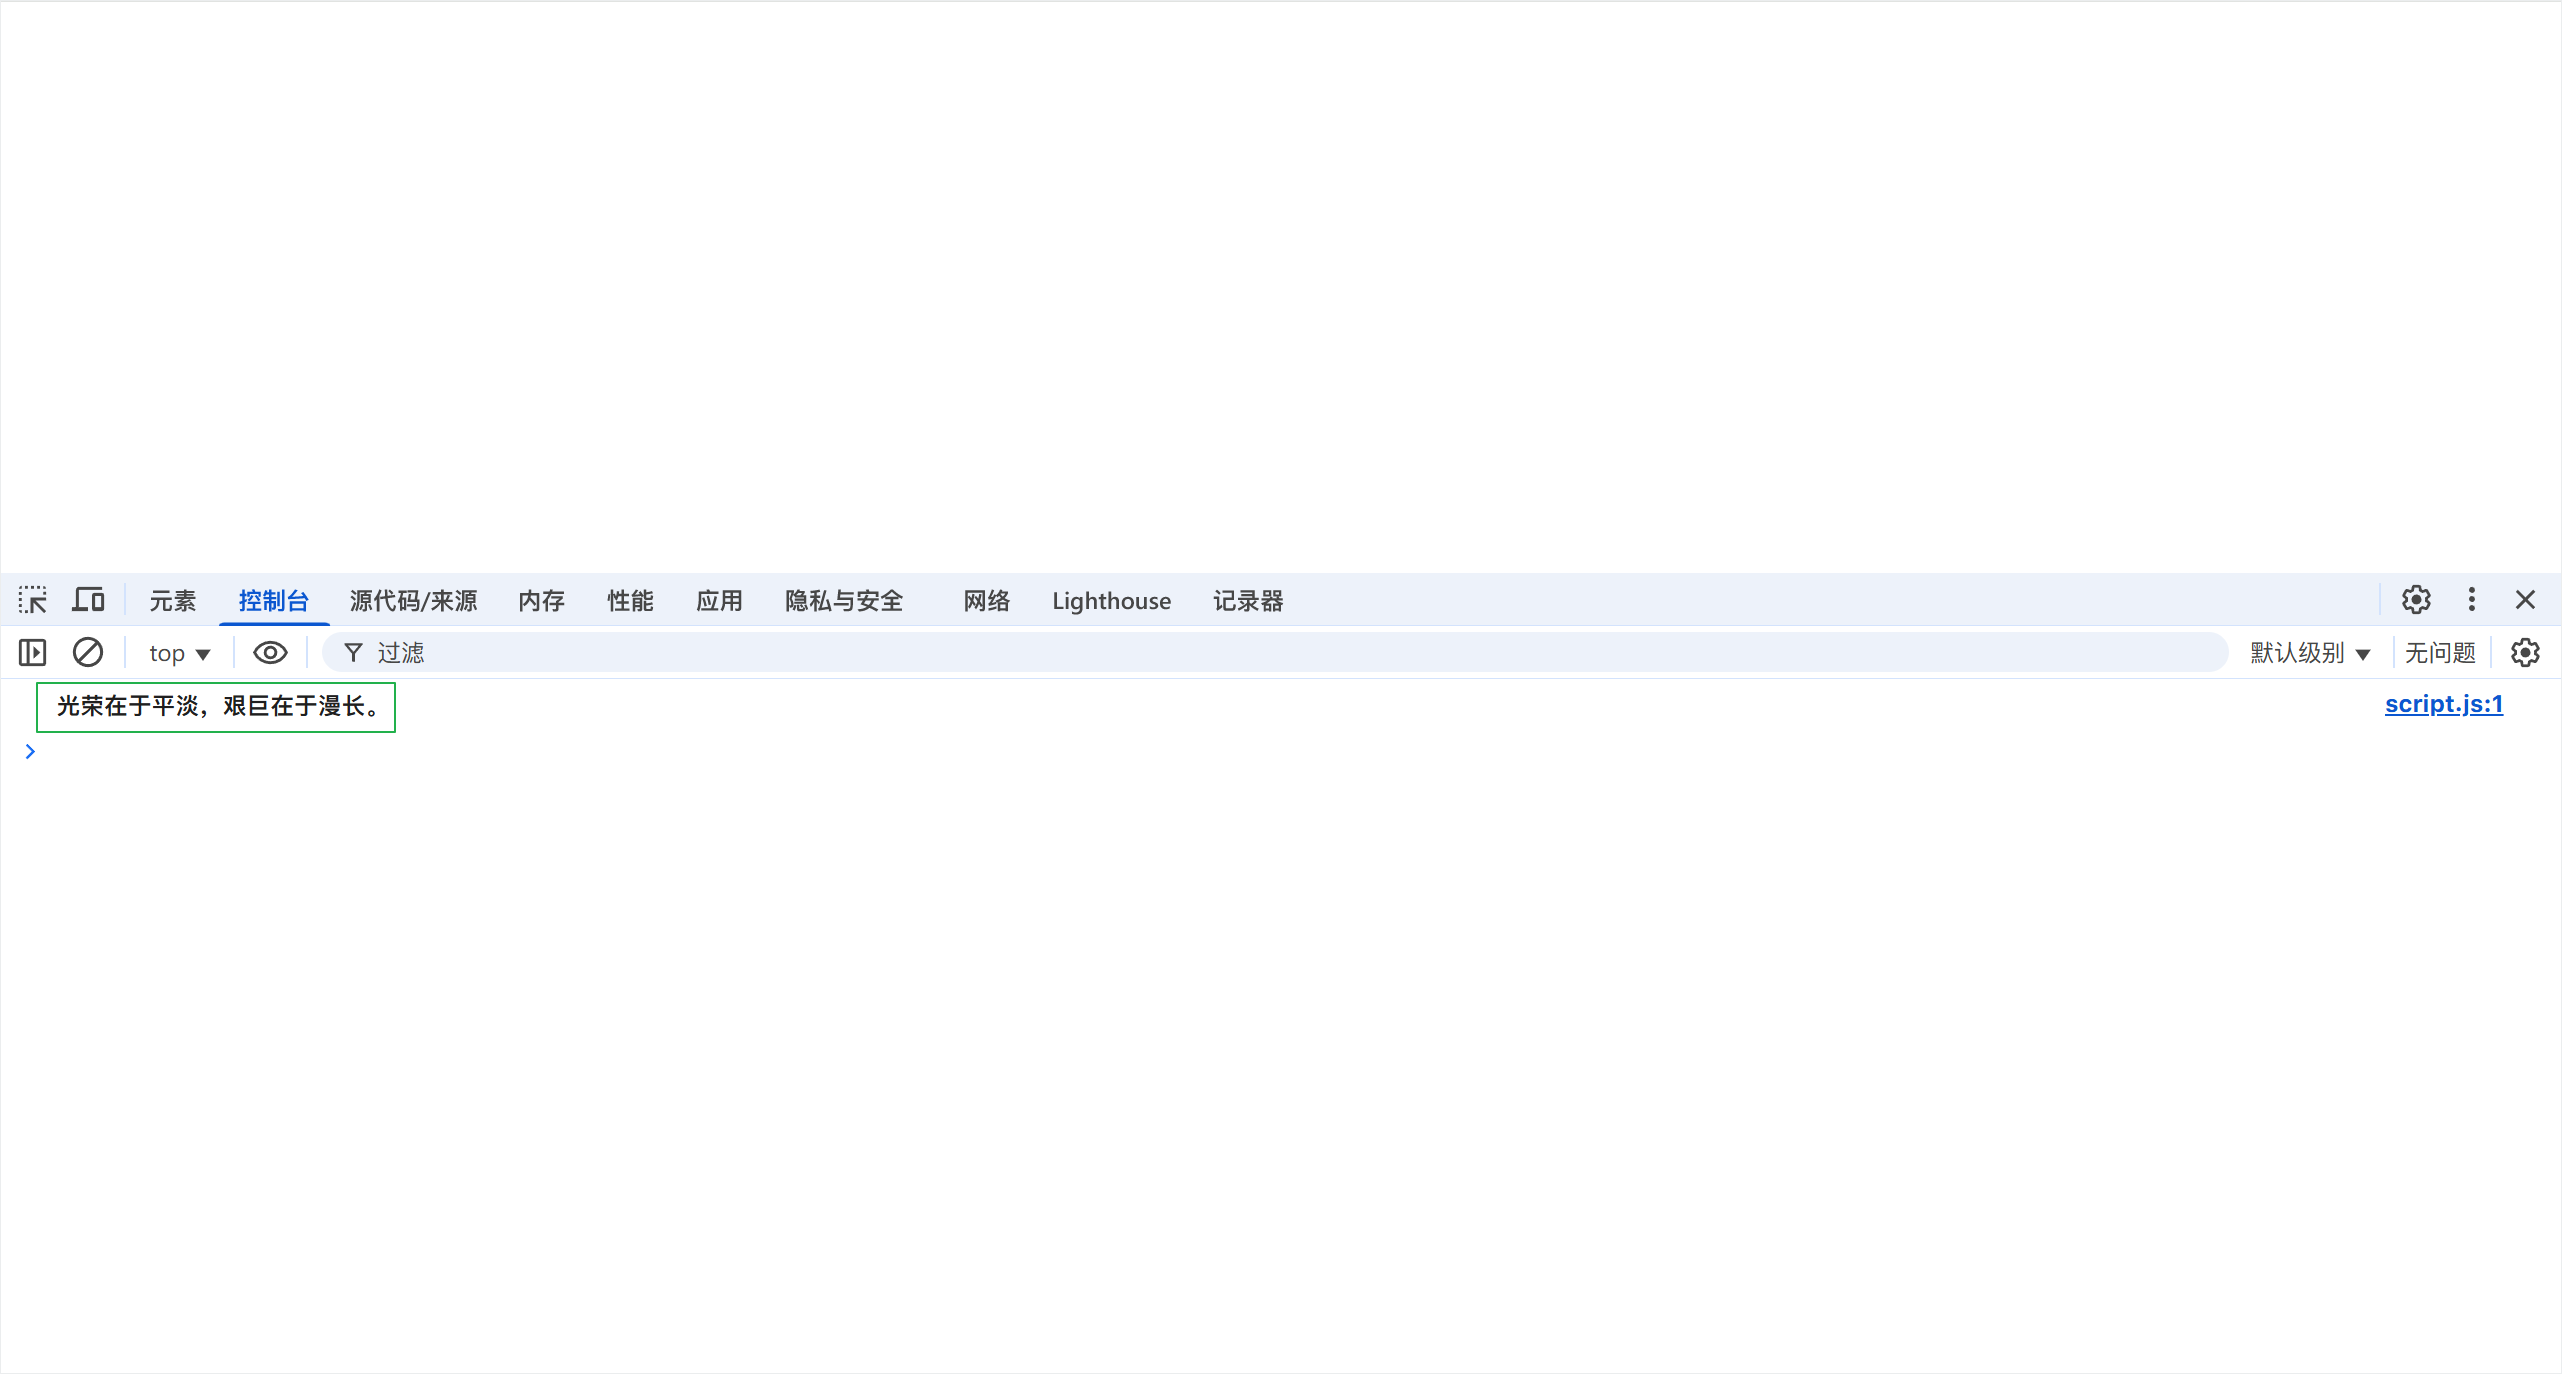 元素 控制台 源代码/来源 内存 性能 应用 隐私与安全 网络 Lighthouse 记录器
top 过滤 默认级别 无问题
光荣在于平淡，艰巨在于漫长。 script.js:1